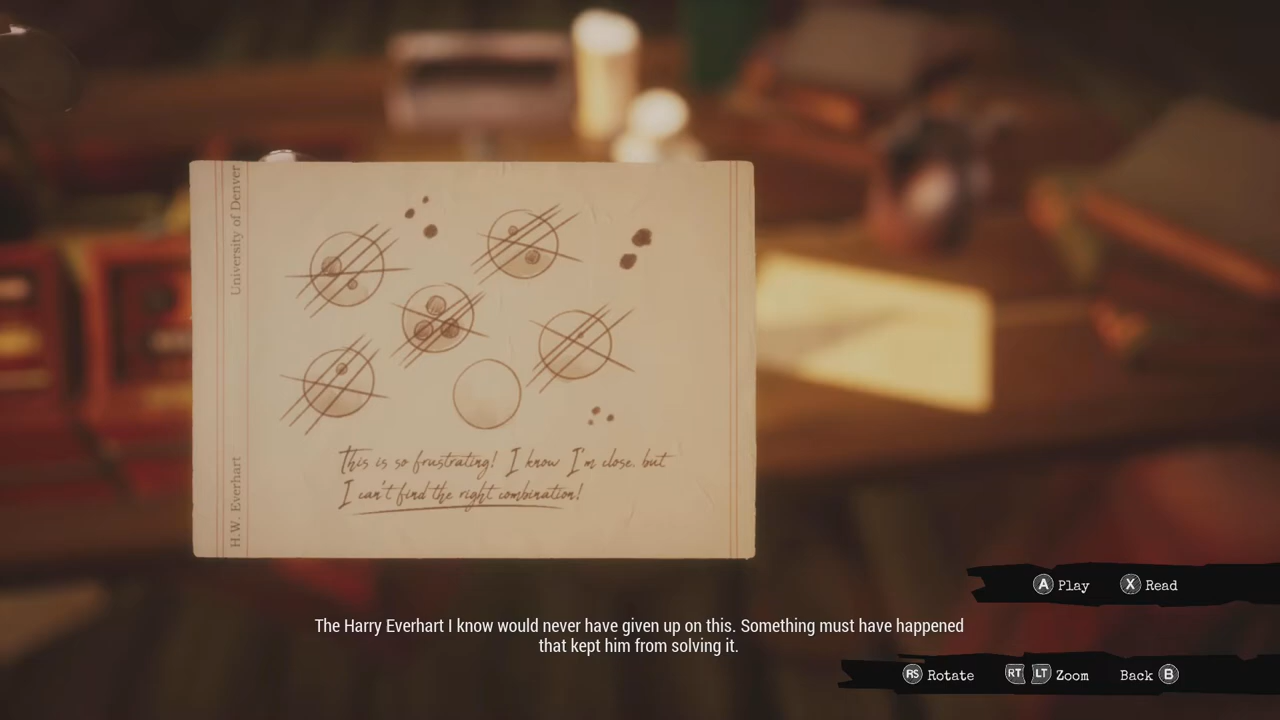 University of Denver
H.W. Everhart
This is so frustrating! I know I'm close. but
I can't find the right combination!
The Harry Everhart I know would never have given up on this. Something must have happened
that kept him from solving it.
A Play X Read
RS Rotate RT LT Zoom Back B